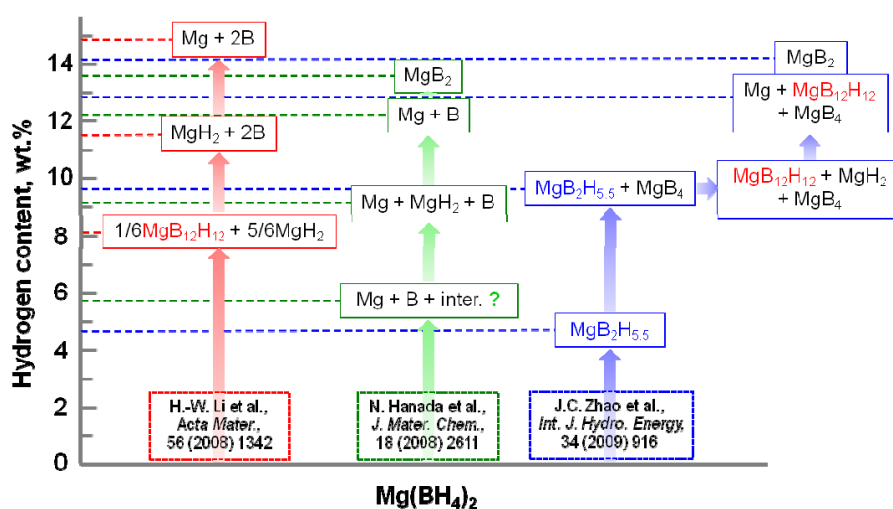 Hydrogen content, wt.%
14
12
10
8
6
4
2
0
Mg + 2B
MgH₂ + 2B
1/6MgB₁₂H₁₂ + 5/6MgH₂
H.-W. Li et al.,
Acta Mater.,
56 (2008) 1342
MgB₂
Mg + B
Mg + MgH₂ + B
Mg + B + inter. ?
N. Hanada et al.,
J. Mater. Chem.,
18 (2008) 2611
MgB₂H₅.₅ + MgB₄
MgB₂H₅.₅
J.C. Zhao et al.,
Int. J. Hydro. Energy,
34 (2009) 916
MgB₂
Mg + MgB₁₂H₁₂
+ MgB₄
MgB₁₂H₁₂ + MgH₂
+ MgB₄
Mg(BH₄)₂